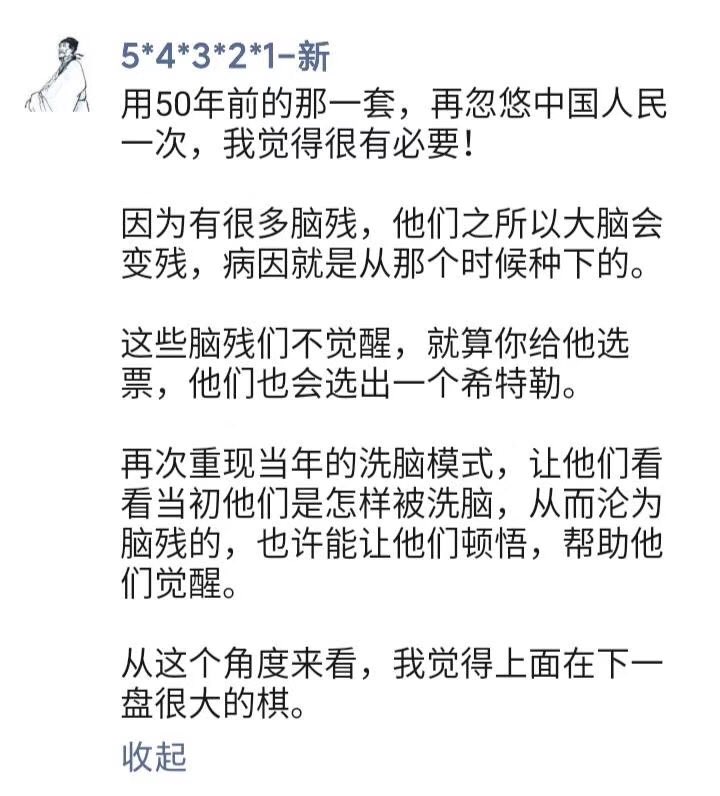 5*4*3*2*1-新
用50年前的那一套，再忽悠中国人民
一次，我觉得很有必要！
因为有很多脑残，他们之所以大脑会
变残，病因就是从那个时候种下的。
这些脑残们不觉醒，就算你给他选
票，他们也会选出一个希特勒。
再次重现当年的洗脑模式，让他们看
看当初他们是怎样被洗脑，从而沦为
脑残的，也许能让他们顿悟，帮助他
们觉醒。
从这个角度来看，我觉得上面在下一
盘很大的棋。
收起